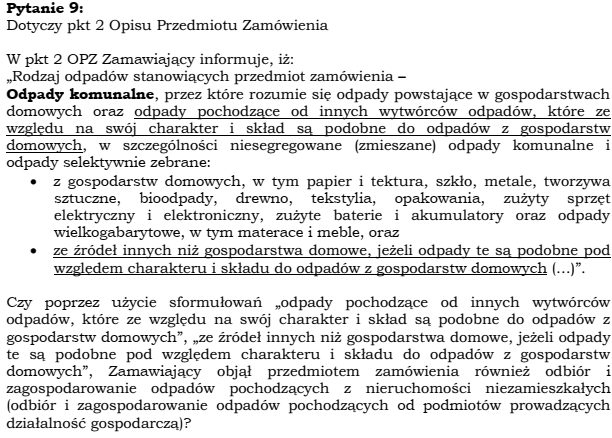 Pytanie 9:
Dotyczy pkt 2 Opisu Przedmiotu Zamówienia
W pkt 2 OPZ Zamawiający informuje, iż:
„Rodzaj odpadów stanowiących przedmiot zamówienia –
Odpady komunalne, przez które rozumie się odpady powstające w gospodarstwach
domowych oraz odpady pochodzące od innych wytwórców odpadów, które ze
względu na swój charakter i skład są podobne do odpadów z gospodarstw
domowych, w szczególności niesegregowane (zmieszane) odpady komunalne i
odpady selektywnie zebrane:
• z gospodarstw domowych, w tym papier i tektura, szkło, metale, tworzywa
sztuczne, bioodpady, drewno, tekstylia, opakowania, zużyty sprzęt
elektryczny i elektroniczny, zużyte baterie i akumulatory oraz odpady
wielkogabarytowe, w tym materace i meble, oraz
• ze źródeł innych niż gospodarstwa domowe, jeżeli odpady te są podobne pod
względem charakteru i składu do odpadów z gospodarstw domowych (...)”.
Czy poprzez użycie sformułowań „odpady pochodzące od innych wytwórców
odpadów, które ze względu na swój charakter i skład są podobne do odpadów z
gospodarstw domowych”, „ze źródeł innych niż gospodarstwa domowe, jeżeli odpady
te są podobne pod względem charakteru i składu do odpadów z gospodarstw
domowych”, Zamawiający objął przedmiotem zamówienia również odbiór i
zagospodarowanie odpadów pochodzących z nieruchomości niezamieszkałych
(odbiór i zagospodarowanie odpadów pochodzących od podmiotów prowadzących
działalność gospodarczą)?